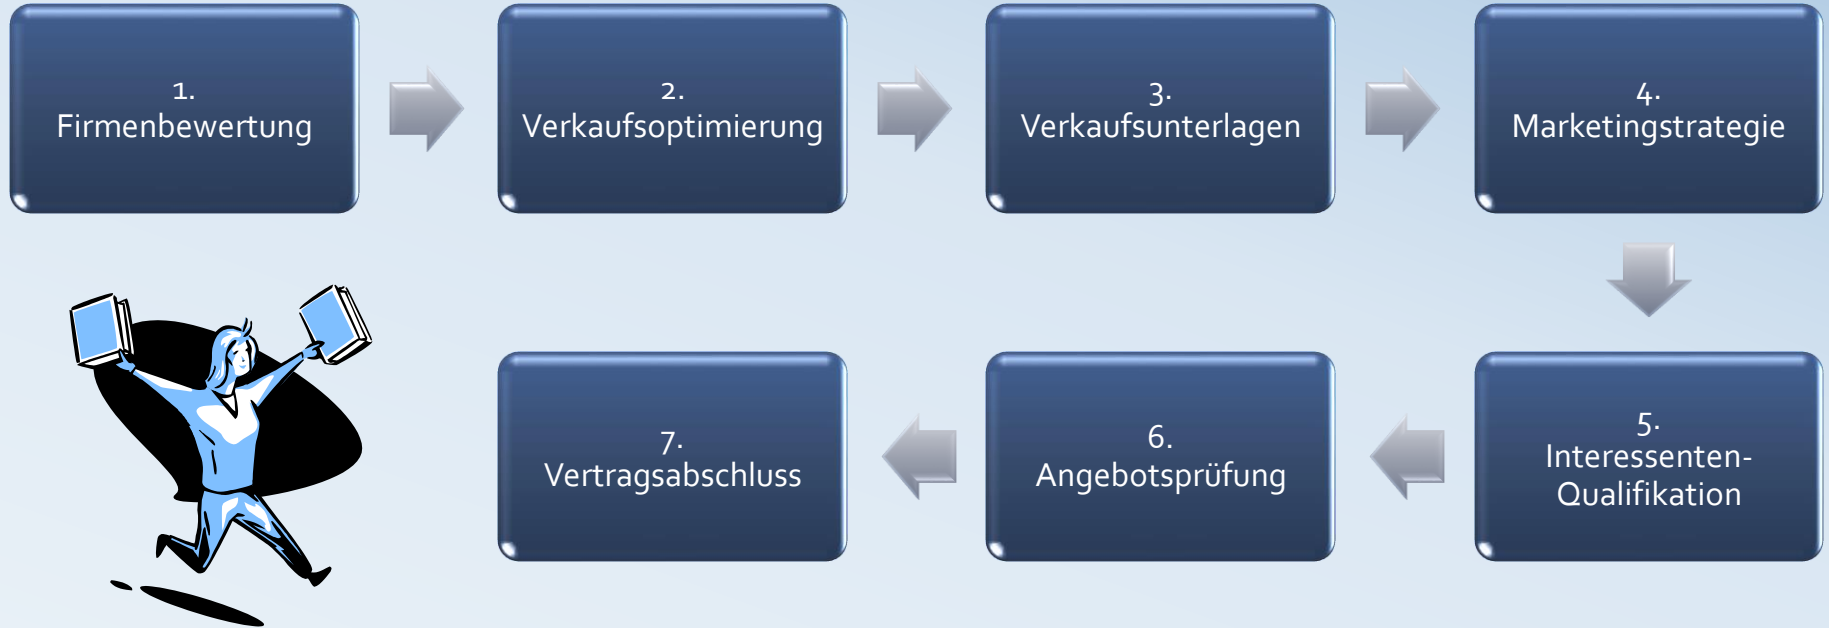 1.
Firmenbewertung
2.
Verkaufsoptimierung
3.
Verkaufsunterlagen
4.
Marketingstrategie
5.
Interessenten-
Qualifikation
6.
Angebotsprüfung
7.
Vertragsabschluss